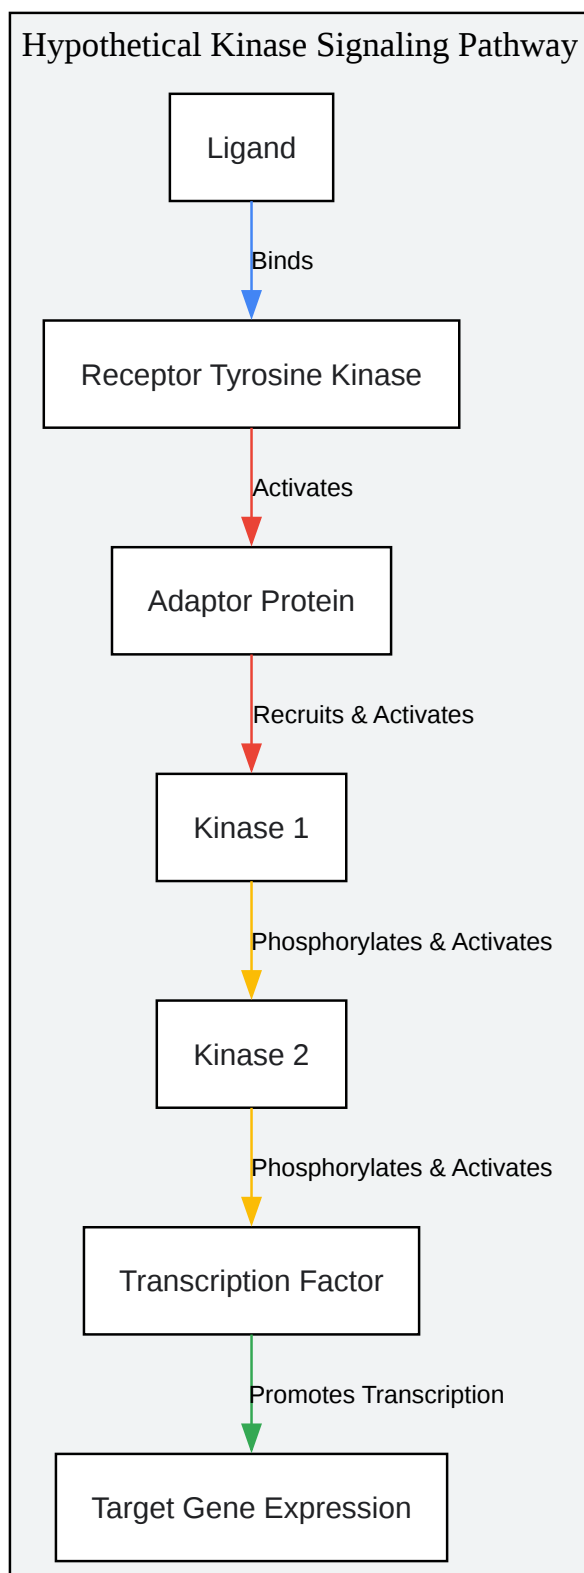 Hypothetical Kinase Signaling Pathway
Ligand
Binds
Receptor Tyrosine Kinase
Activates
Adaptor Protein
Recruits & Activates
Kinase 1
Phosphorylates & Activates
Kinase 2
Phosphorylates & Activates
Transcription Factor
Promotes Transcription
Target Gene Expression